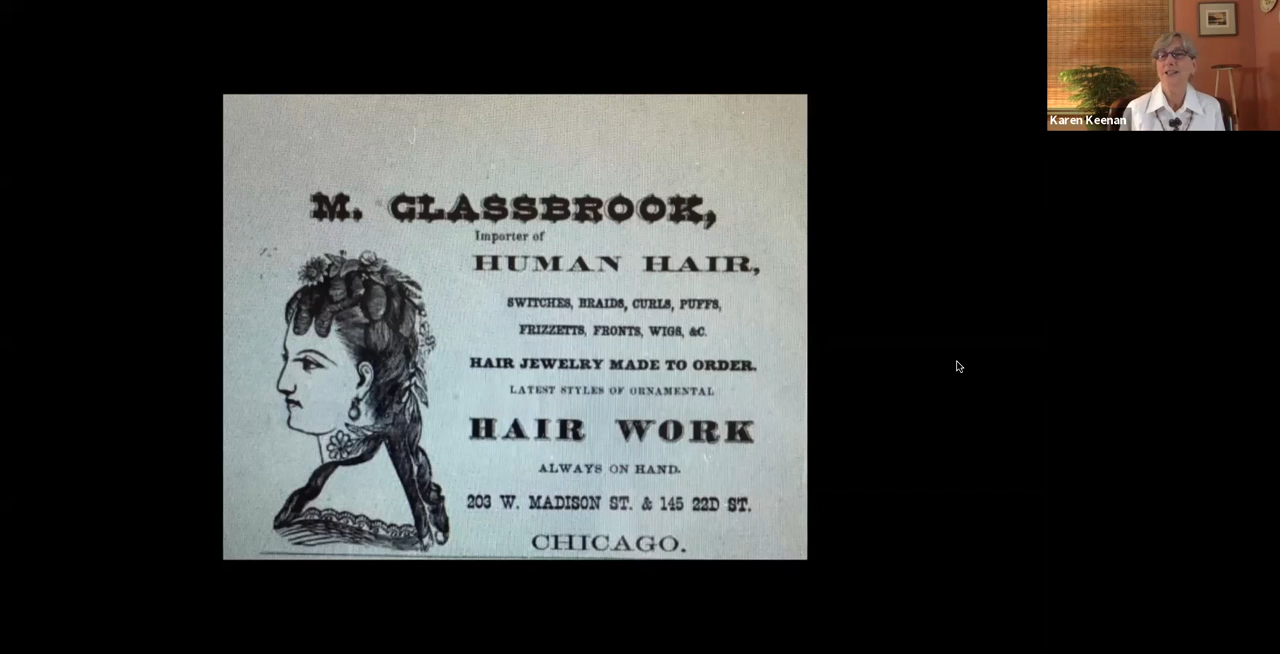 M. GLASSBROOK,
Importer of
HUMAN HAIR,
SWITCHES, BRAIDS, CURLS, PUFFS,
FRIZZETTS, FRONTS, WIGS, &C.
HAIR JEWELRY MADE TO ORDER.
LATEST STYLES OF ORNAMENTAL
HAIR WORK
ALWAYS ON HAND.
203 W. MADISON ST. & 145 22D ST.
CHICAGO.
Karen Keenan